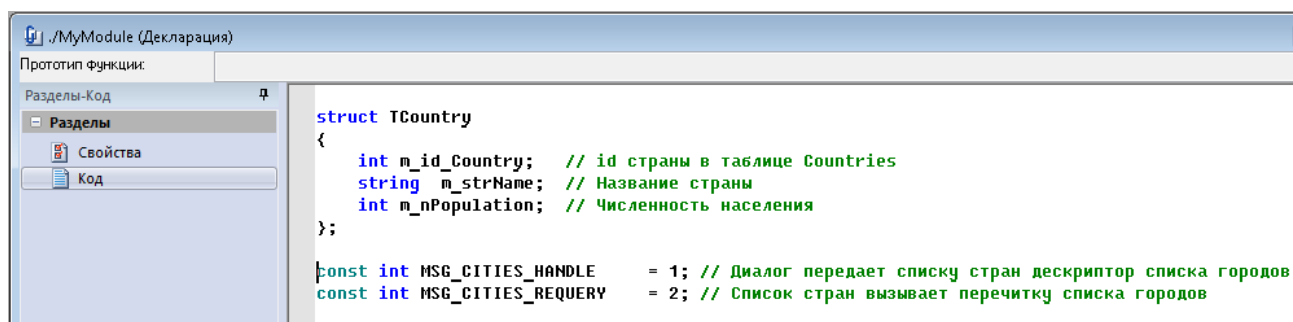 ./MyModule (Декларация)
Прототип функции:
Разделы-Код
Разделы
Свойства
Код
struct TCountry
{
int m_id_Country; // id страны в таблице Countries
string m_strName; // Название страны
int m_nPopulation; // Численность населения
};
const int MSG_CITIES_HANDLE = 1; // Диалог передает списку стран дескриптор списка городов
const int MSG_CITIES_REQUERY = 2; // Список стран вызывает перечитку списка городов